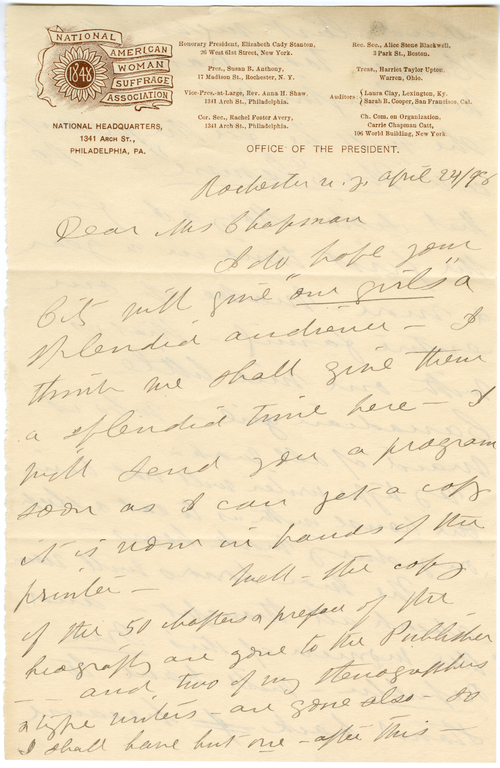 NATIONAL
AMERICAN
WOMAN
SUFFRAGE
ASSOCIATION
1848
NATIONAL HEADQUARTERS,
1341 ARCH ST.,
PHILADELPHIA, PA.
Honorary President, Elizabeth Cady Stanton,
26 West 61st Street, New York.
Pres., Susan B. Anthony,
17 Madison St., Rochester, N. Y.
Vice-Pres.-at-Large, Rev. Anna H. Shaw
1341 Arch St., Philadelphia.
Cor. Sec., Rachel Foster Avery,
1341 Arch St., Philadelphia.
Rec. Sec., Alice Stone Blackwell,
3 Park St., Boston.
Treas., Harriet Taylor Upton
Warren, Ohio.
Auditors { Laura Clay, Lexington, Ky.
Sarah B. Cooper, San Francisco, Cal.
Ch. Com. on Organization.
Carrie Chapman Catt,
106 World Building, New York
OFFICE OF THE PRESIDENT.
Rochester N.Y. April 24/98
Dear Mrs Chapman
I do hope your
City will give "our girls" a
splendid audience – I
think we shall give them
a splendid time here – I
will send you a program
soon as I can get a copy
it is now in hands of the
printer – Well – the copy
of the 50 chapters & preface of the
biography are gone to the Publisher
– and two of my stenographers
& type writers – are gone also – so
I shall have but one – after this –